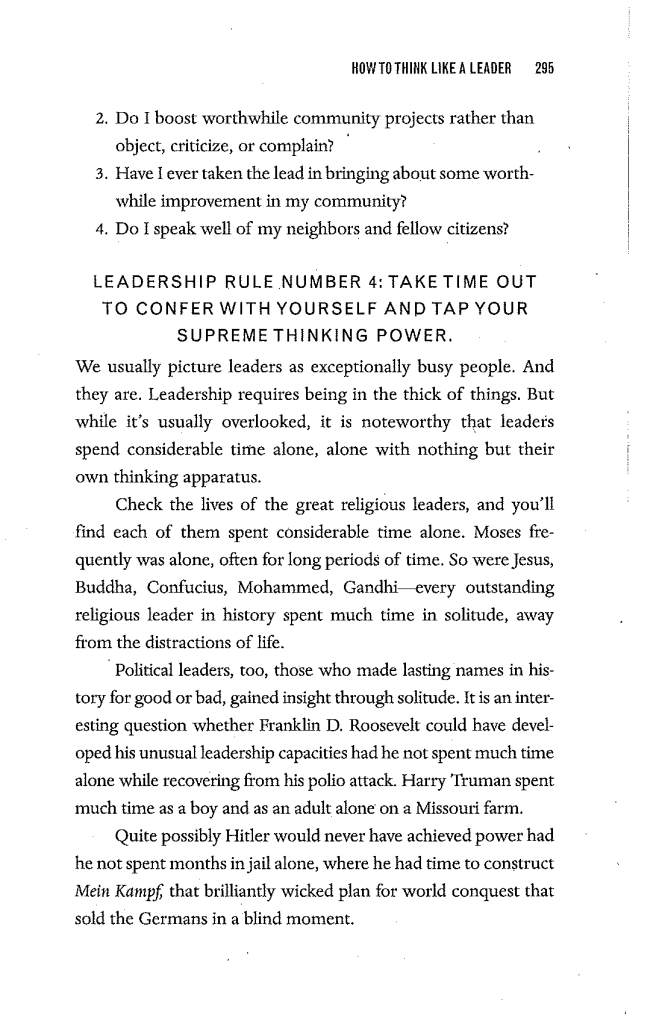 HOW TO THINK LIKE A LEADER 295
2. Do I boost worthwhile community projects rather than
object, criticize, or complain?
3. Have I ever taken the lead in bringing about some worth-
while improvement in my community?
4. Do I speak well of my neighbors and fellow citizens?
LEADERSHIP RULE NUMBER 4: TAKE TIME OUT
TO CONFER WITH YOURSELF AND TAP YOUR
SUPREME THINKING POWER.
We usually picture leaders as exceptionally busy people. And
they are. Leadership requires being in the thick of things. But
while it's usually overlooked, it is noteworthy that leaders
spend considerable time alone, alone with nothing but their
own thinking apparatus.
Check the lives of the great religious leaders, and you'll
find each of them spent considerable time alone. Moses fre-
quently was alone, often for long periods of time. So were Jesus,
Buddha, Confucius, Mohammed, Gandhi—every outstanding
religious leader in history spent much time in solitude, away
from the distractions of life.
Political leaders, too, those who made lasting names in his-
tory for good or bad, gained insight through solitude. It is an inter-
esting question whether Franklin D. Roosevelt could have devel-
oped his unusual leadership capacities had he not spent much time
alone while recovering from his polio attack. Harry Truman spent
much time as a boy and as an adult alone on a Missouri farm.
Quite possibly Hitler would never have achieved power had
he not spent months in jail alone, where he had time to construct
Mein Kampf, that brilliantly wicked plan for world conquest that
sold the Germans in a blind moment.